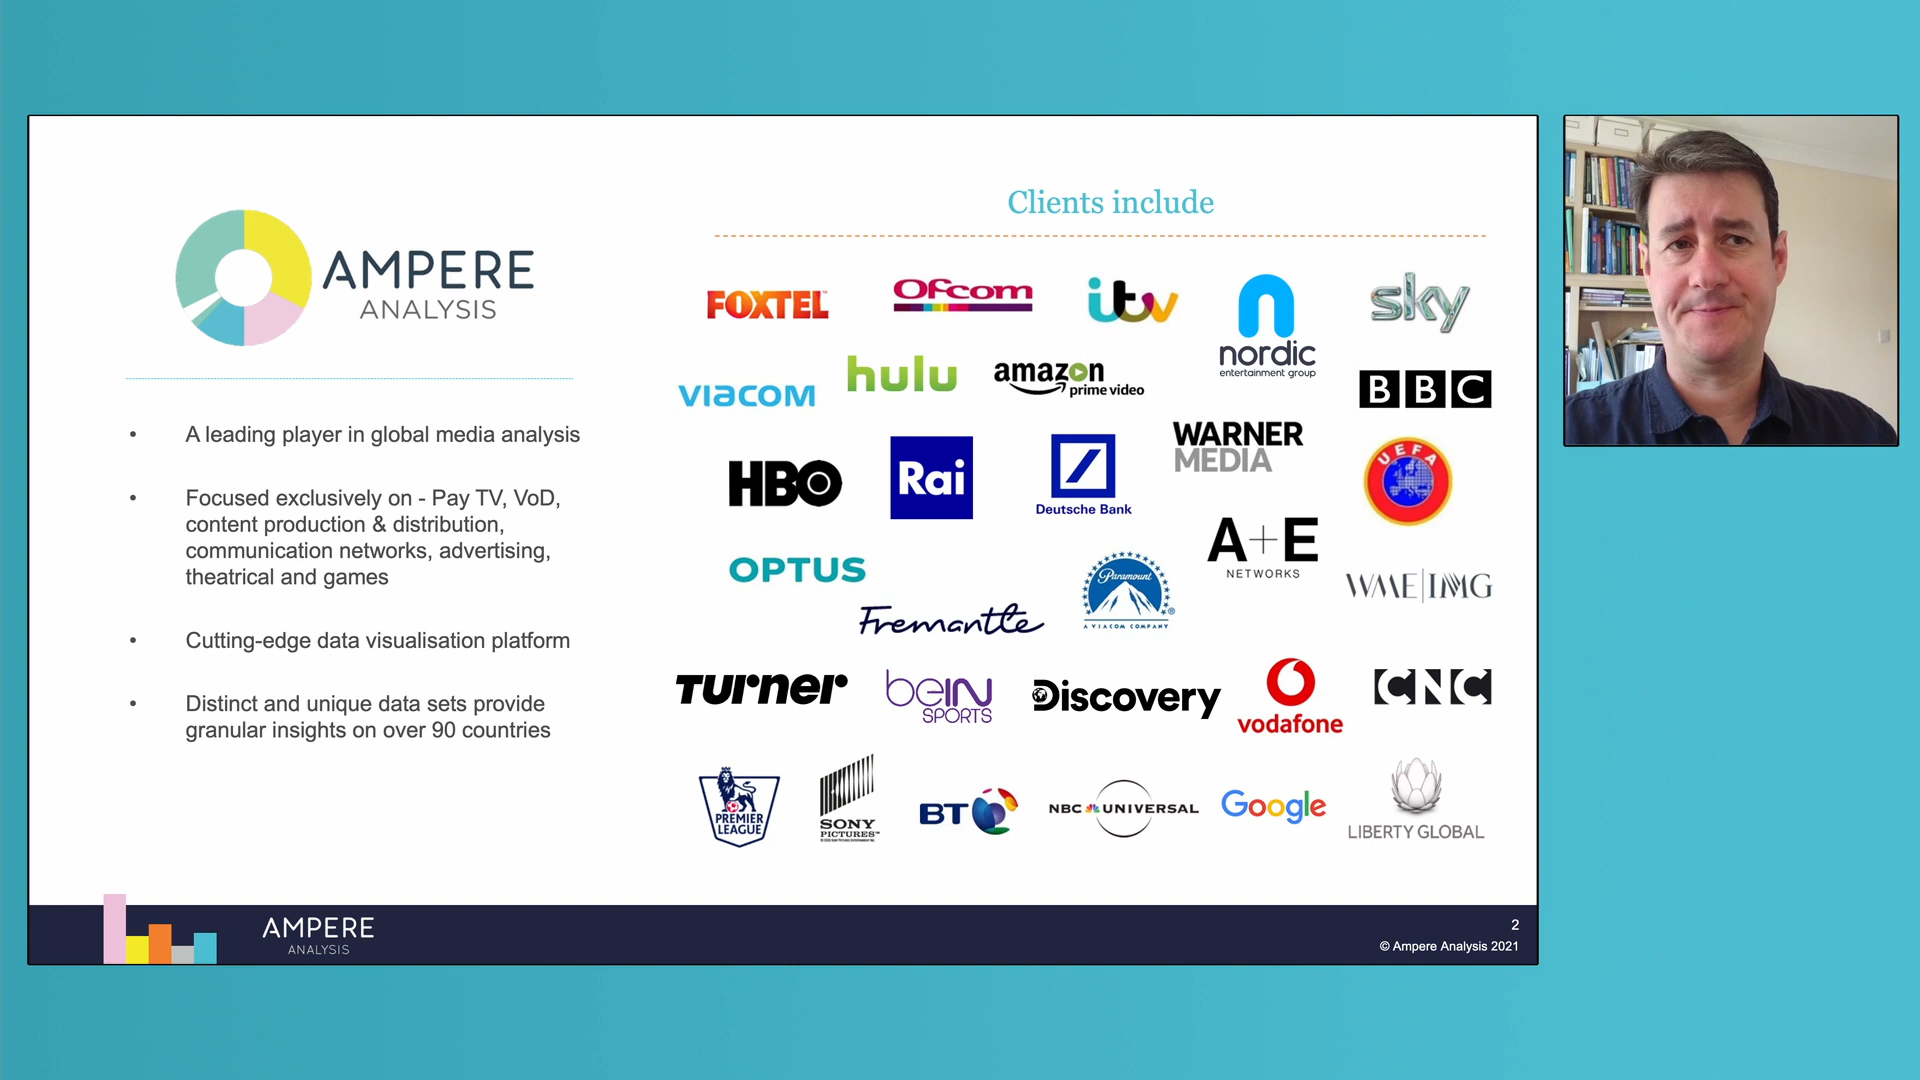 AMPERE
ANALYSIS
• A leading player in global media analysis
• Focused exclusively on - Pay TV, VoD,
content production & distribution,
communication networks, advertising,
theatrical and games
• Cutting-edge data visualisation platform
• Distinct and unique data sets provide
granular insights on over 90 countries
Clients include
FOXTEL
Ofcom
itv
nordic
entertainment group
sky
VIACOM
hulu
amazon
prime video
BBC
HBO
Rai
Deutsche Bank
WARNER
MEDIA
UEFA
OPTUS
Fremantle
Paramount
A VIACOM COMPANY
A+E
NETWORKS
WME|IMG
Turner
beIN
SPORTS
Discovery
vodafone
CNC
PREMIER
LEAGUE
SONY
PICTURES™
BT
NBCUNIVERSAL
Google
LIBERTY GLOBAL
AMPERE
ANALYSIS
2
© Ampere Analysis 2021